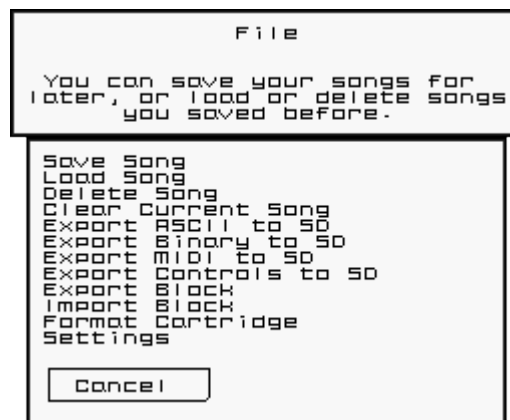 File
You can save your songs for
later, or load or delete songs
you saved before.
Save Song
Load Song
Delete Song
Clear Current Song
Export ASCII to SD
Export Binary to SD
Export MIDI to SD
Export Controls to SD
Export Block
Import Block
Format Cartridge
Settings
Cancel